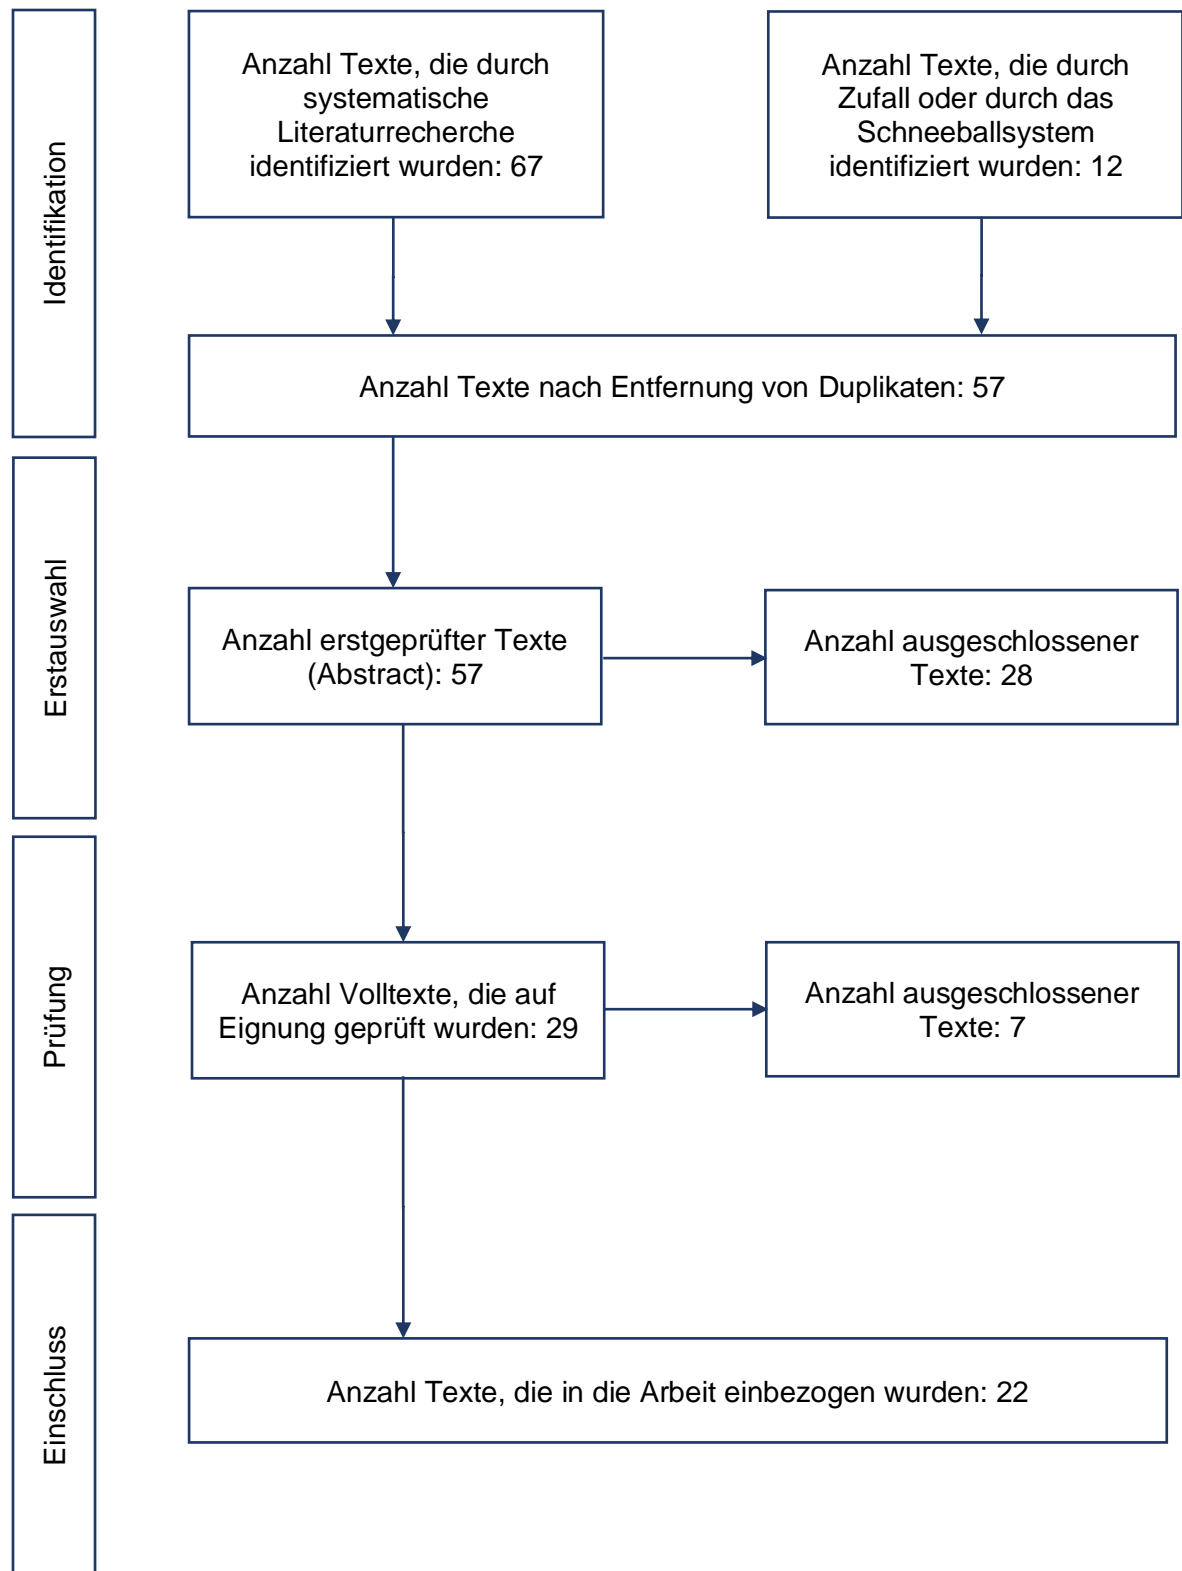 Identifikation
Anzahl Texte, die durch
systematische
Literaturrecherche
identifiziert wurden: 67
Anzahl Texte, die durch
Zufall oder durch das
Schneeballsystem
identifiziert wurden: 12
Anzahl Texte nach Entfernung von Duplikaten: 57
Erstauswahl
Anzahl erstgeprüfter Texte
(Abstract): 57
Anzahl ausgeschlossener
Texte: 28
Prüfung
Anzahl Volltexte, die auf
Eignung geprüft wurden: 29
Anzahl ausgeschlossener
Texte: 7
Einschluss
Anzahl Texte, die in die Arbeit einbezogen wurden: 22